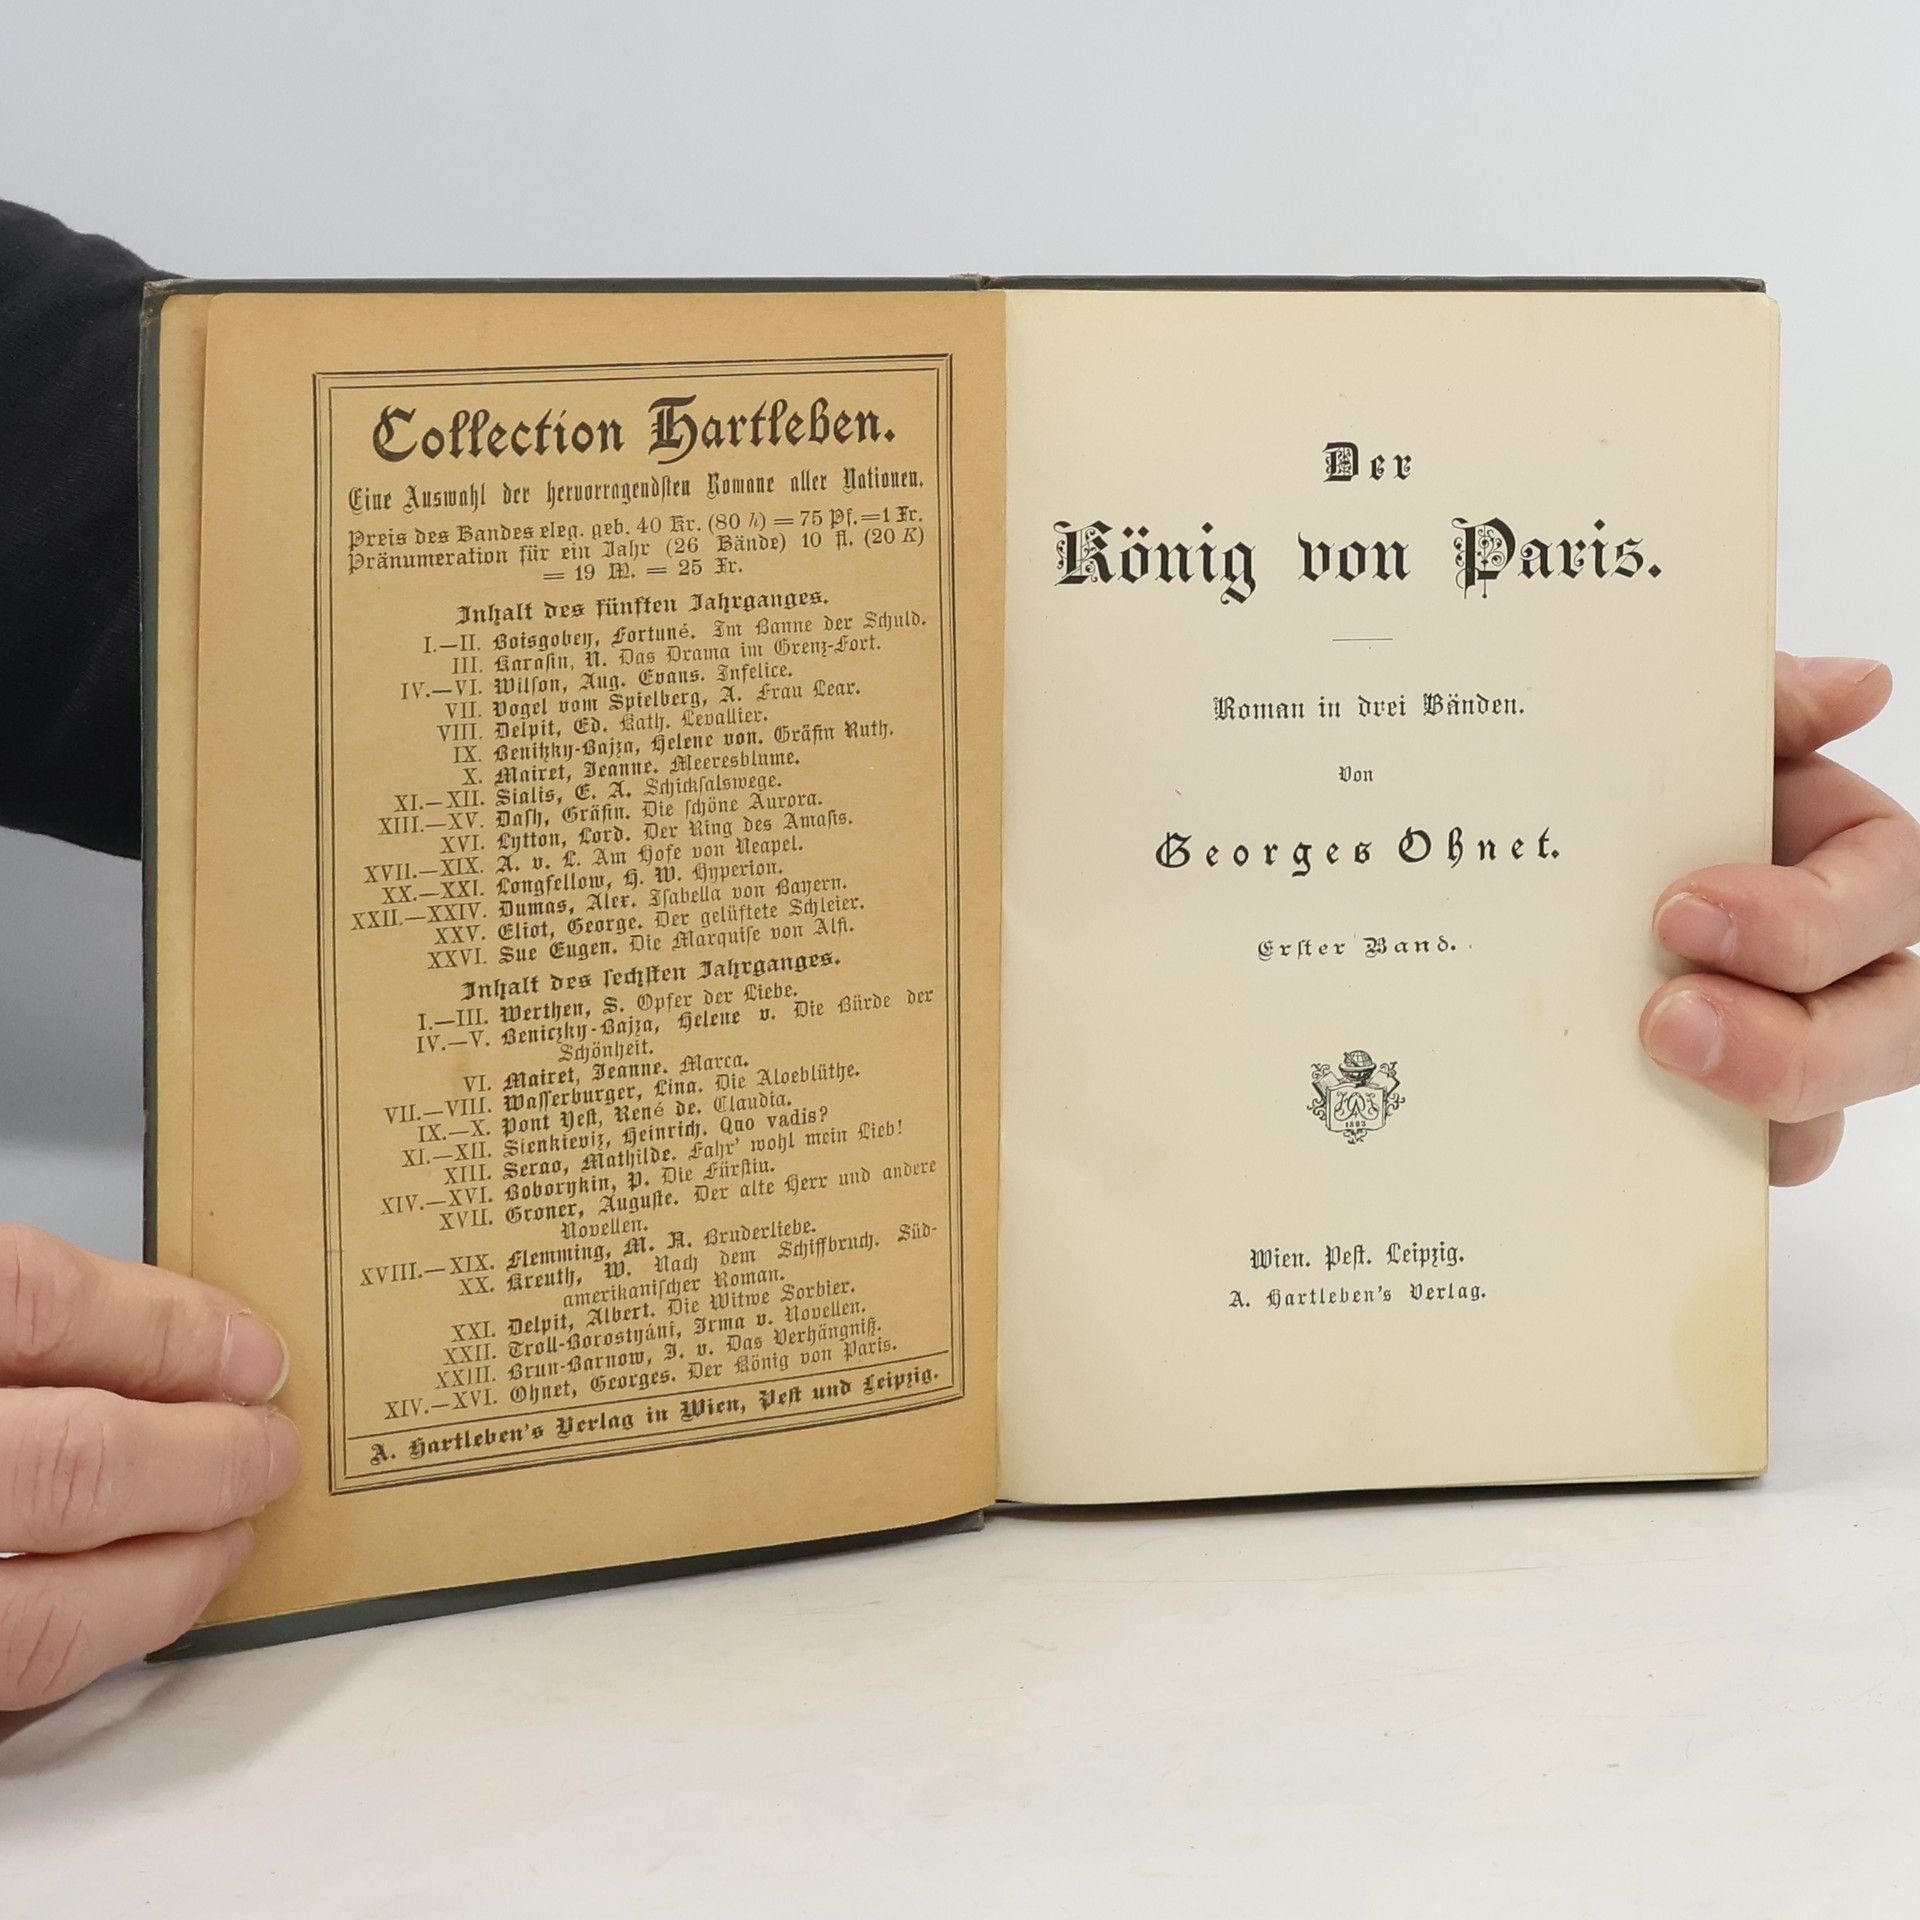 Collection Hartleben.
Eine Auswahl der hervorragendsten Romane aller Nationen.
Preis des Bandes eleg. geb. 40 Kr. (80 h) = 75 Pf. = 1 Fr.
Pränumeration für ein Jahr (26 Bände) 10 fl. (20 K)
= 19 M. = 25 Fr.
Inhalt des fünften Jahrganges.
I.—II. Boisgobey, Fortuné. Im Banne der Schuld.
III. Karasin, N. Das Drama im Grenz-Fort.
IV.—VI. Wilson, Aug. Evans. Infelice.
VII. Vogel vom Spielberg, A. Frau Lear.
VIII. Delpit, Ed. Kath. Levallier.
IX. Benitzky-Bajza, Helene von. Gräfin Ruth.
X. Mairet, Jeanne. Meeresblume.
XI.—XII. Sialis, E. A. Schicksalswege.
XIII.—XV. Dash, Gräfin. Die schöne Aurora.
XVI. Lytton, Lord. Der Ring des Amasis.
XVII.—XIX. A. v. L. Am Hofe von Neapel.
XX.—XXI. Longfellow, H. W. Hyperion.
XXII.—XXIV. Dumas, Alex. Isabella von Bayern.
XXV. Eliot, George. Der gelüftete Schleier.
XXVI. Sue Eugen. Die Marquise von Alfi.
Inhalt des sechsten Jahrganges.
I.—III. Werthen, S. Opfer der Liebe.
IV.—V. Beniczky-Bajza, Helene v. Die Bürde der
Schönheit.
VI. Mairet, Jeanne. Marca.
VII.—VIII. Wasserburger, Lina. Die Aloeblüthe.
IX.—X. Pont Jest, René de. Claudia.
XI.—XII. Sienkieviz, Heinrich. Quo vadis?
XIII. Serao, Mathilde. Fahr' wohl mein Lieb!
XIV.—XVI. Boborykin, P. Die Fürstin.
XVII. Groner, Auguste. Der alte Herr und andere
Novellen.
XVIII.—XIX. Flemming, M. A. Bruderliebe.
XX. Kreuth, W. Nach dem Schiffbruch. Süd-
amerikanischer Roman.
XXI. Delpit, Albert. Die Witwe Sorbier.
XXII. Troll-Borostyáni, Irma v. Novellen.
XXIII. Brun-Barnow, I. v. Das Verhängniß.
XIV.—XVI. Ohnet, Georges. Der König von Paris.
A. Hartleben's Verlag in Wien, Pest und Leipzig.
Der
König von Paris.
Roman in drei Bänden.
Von
Georges Ohnet.
Erster Band.
1803
Wien. Pest. Leipzig.
A. Hartleben's Verlag.